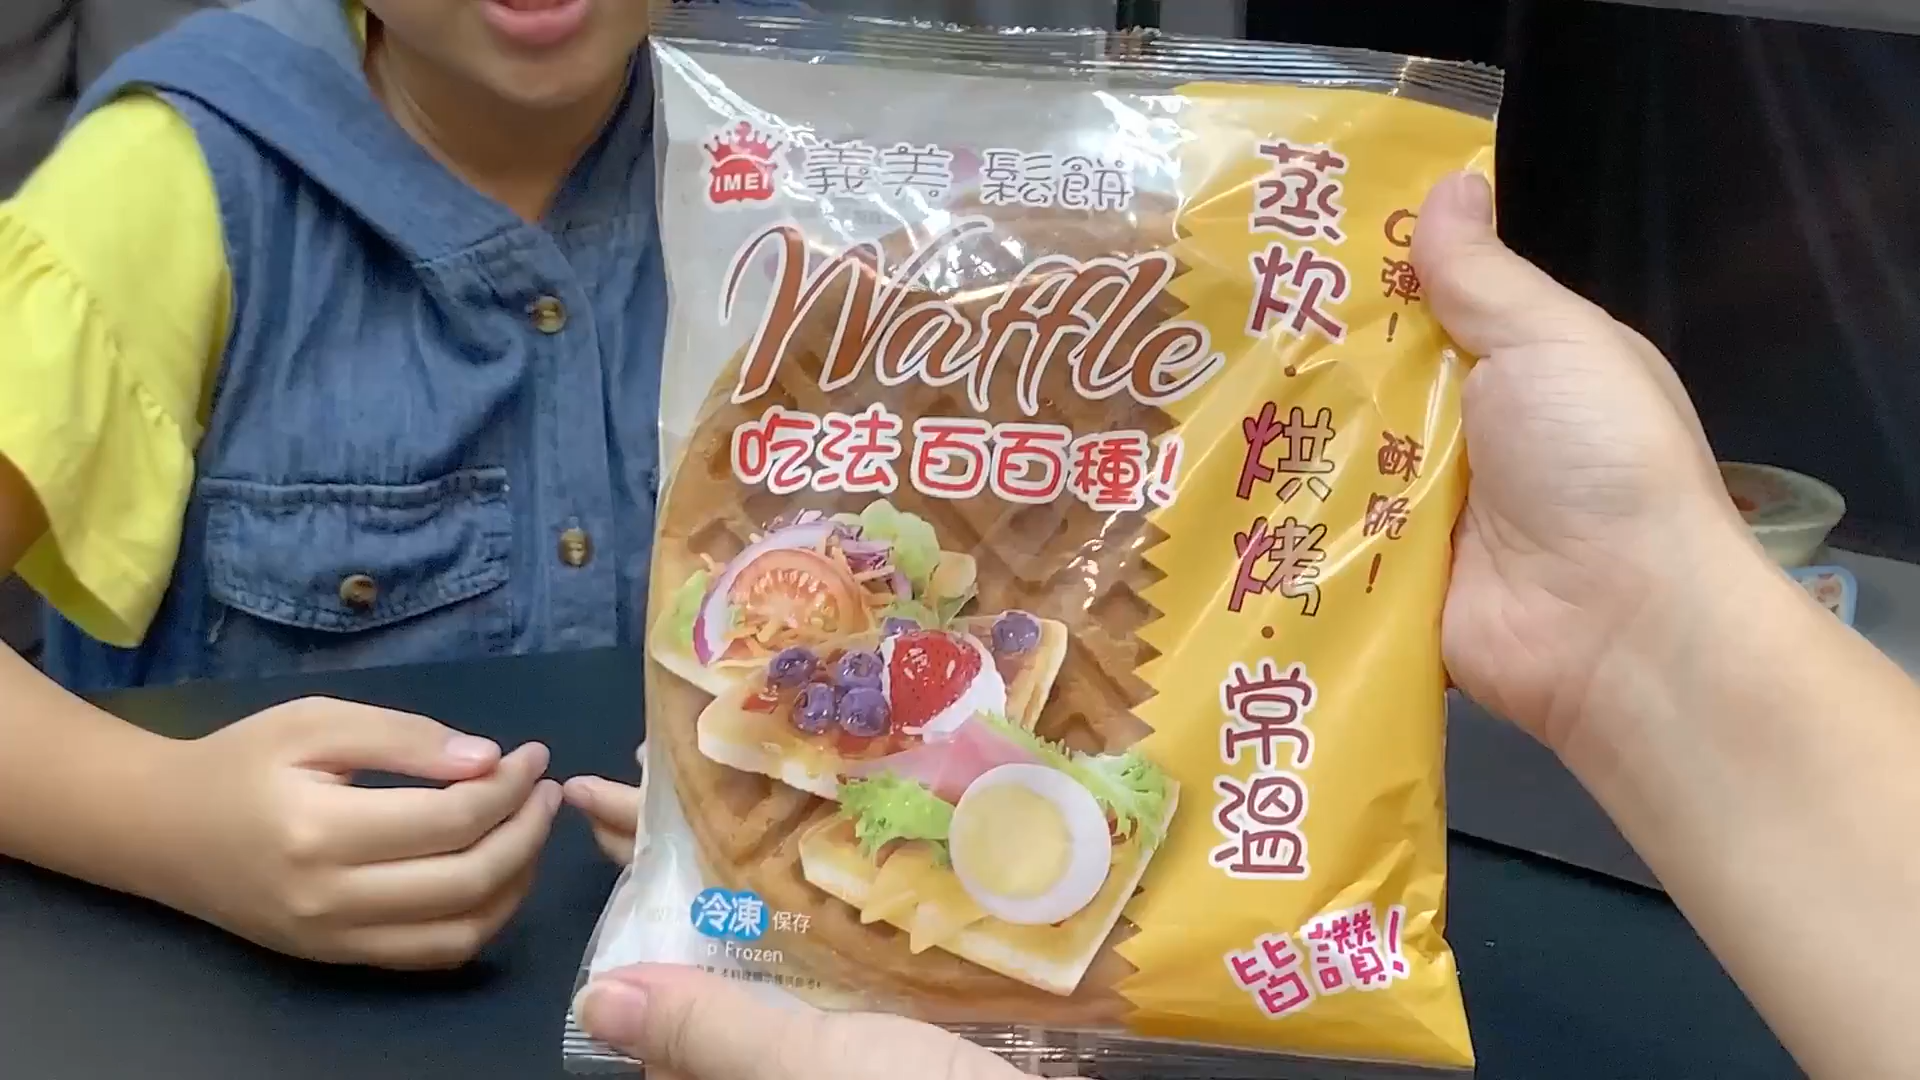 IMEI 義美 鬆餅
Waffle
吃法百百種!
冷凍 保存
Frozen
蒸炊・烘烤・常溫
Q彈! 酥脆!
皆讚!